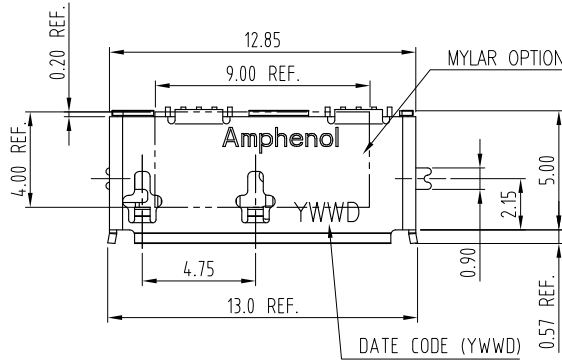 12.85
0.20 REF.
9.00 REF.
MYLAR OPTION
4.00 REF.
Amphenol
5.00
2.15
YWWD
0.90
4.75
0.57 REF.
13.0 REF.
DATE CODE (YWWD)